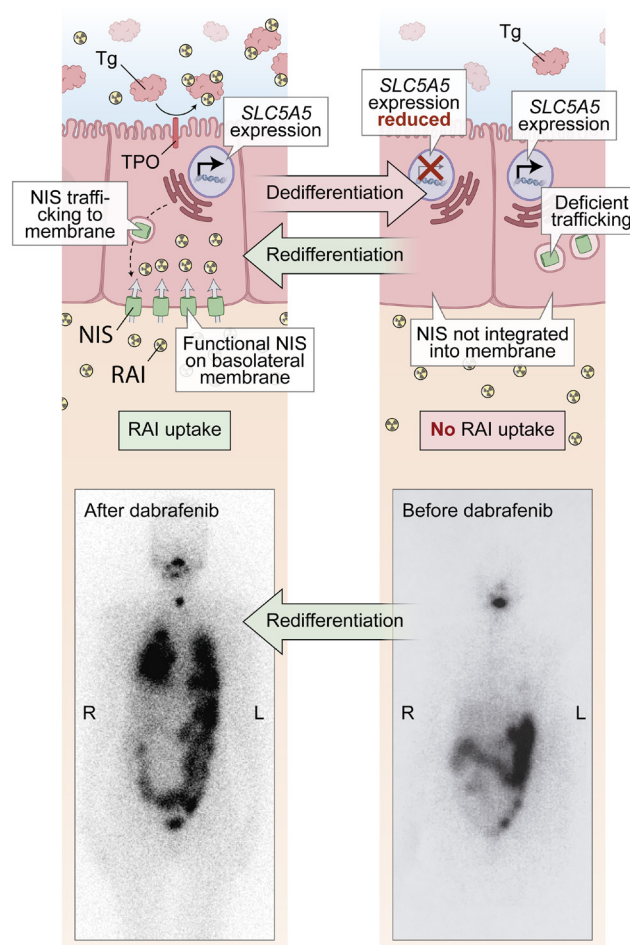 Tg
SLC5A5
expression
TPO
NIS traffi-
cking to
membrane
NIS
RAI
Functional NIS
on basolateral
membrane
RAI uptake
Dedifferentiation
Redifferentiation
Tg
SLC5A5
expression
reduced
SLC5A5
expression
Deficient
trafficking
NIS not integrated
into membrane
No RAI uptake
After dabrafenib
R
L
Redifferentiation
Before dabrafenib
R
L